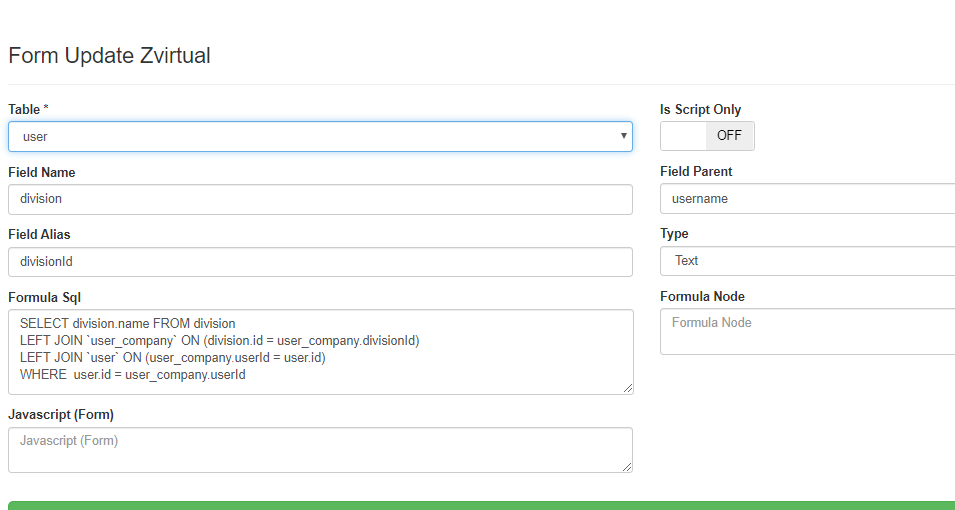 Form Update Zvirtual
Table *
user
Field Name
division
Field Alias
divisionId
Formula Sql
SELECT division.name FROM division
LEFT JOIN `user_company` ON (division.id = user_company.divisionId)
LEFT JOIN `user` ON (user_company.userId = user.id)
WHERE  user.id = user_company.userId
Javascript (Form)
Javascript (Form)
Is Script Only
OFF
Field Parent
username
Type
Text
Formula Node
Formula Node